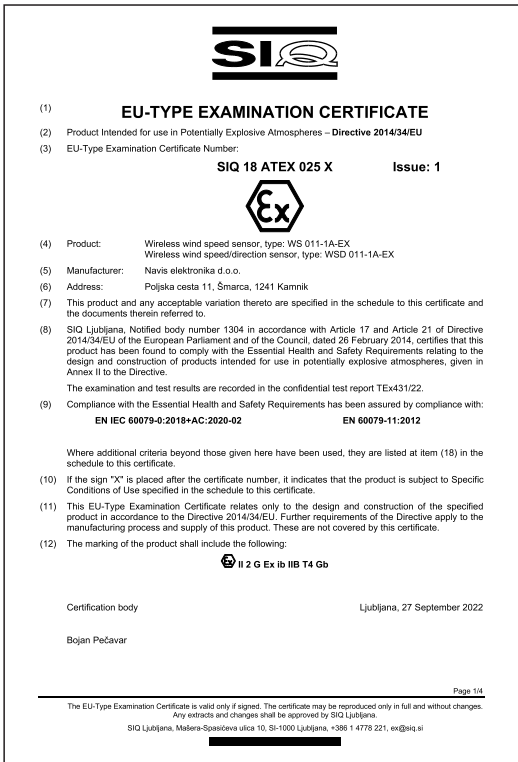 SIQ
(1) EU-TYPE EXAMINATION CERTIFICATE
(2) Product Intended for use in Potentially Explosive Atmospheres – Directive 2014/34/EU
(3) EU-Type Examination Certificate Number:
SIQ 18 ATEX 025 X Issue: 1
Ex
(4) Product: Wireless wind speed sensor, type: WS 011-1A-EX
Wireless wind speed/direction sensor, type: WSD 011-1A-EX
(5) Manufacturer: Navis elektronika d.o.o.
(6) Address: Poljska cesta 11, Šmarca, 1241 Kamnik
(7) This product and any acceptable variation thereto are specified in the schedule to this certificate and
the documents therein referred to.
(8) SIQ Ljubljana, Notified body number 1304 in accordance with Article 17 and Article 21 of Directive
2014/34/EU of the European Parliament and of the Council, dated 26 February 2014, certifies that this
product has been found to comply with the Essential Health and Safety Requirements relating to the
design and construction of products intended for use in potentially explosive atmospheres, given in
Annex II to the Directive.
The examination and test results are recorded in the confidential test report TEx431/22.
(9) Compliance with the Essential Health and Safety Requirements has been assured by compliance with:
EN IEC 60079-0:2018+AC:2020-02 EN 60079-11:2012
Where additional criteria beyond those given here have been used, they are listed at item (18) in the
schedule to this certificate.
(10) If the sign "X" is placed after the certificate number, it indicates that the product is subject to Specific
Conditions of Use specified in the schedule to this certificate.
(11) This EU-Type Examination Certificate relates only to the design and construction of the specified
product in accordance to the Directive 2014/34/EU. Further requirements of the Directive apply to the
manufacturing process and supply of this product. These are not covered by this certificate.
(12) The marking of the product shall include the following:
Ex II 2 G Ex ib IIB T4 Gb
Certification body Ljubljana, 27 September 2022
Bojan Pečavar
Page 1/4
The EU-Type Examination Certificate is valid only if signed. The certificate may be reproduced only in full and without changes.
Any extracts and changes shall be approved by SIQ Ljubljana.
SIQ Ljubljana, Mašera-Spasićeva ulica 10, SI-1000 Ljubljana, +386 1 4778 221, ex@siq.si